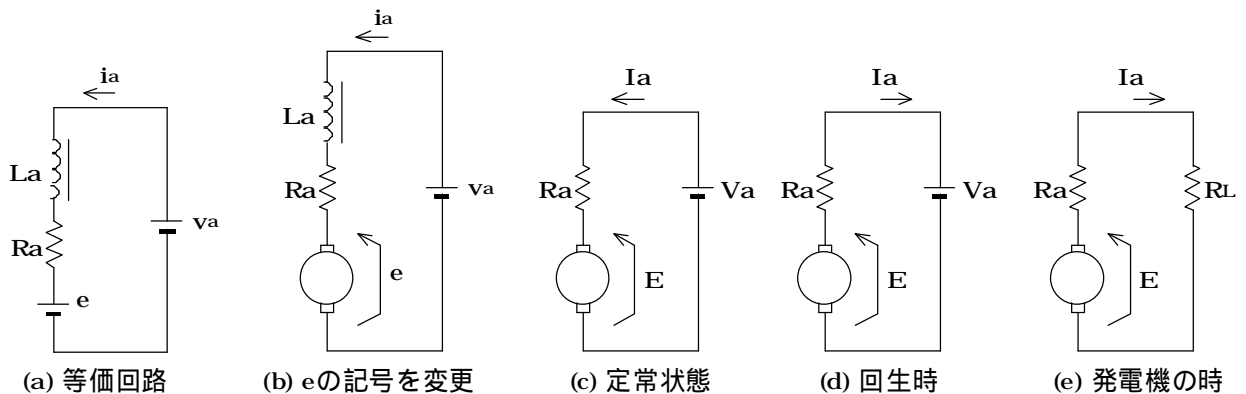 ia
La
Ra
e
va
(a) 等価回路
ia
La
Ra
e
va
(b) eの記号を変更
Ia
Ra
E
Va
(c) 定常状態
Ia
Ra
E
Va
(d) 回生時
Ia
Ra
E
RL
(e) 発電機の時